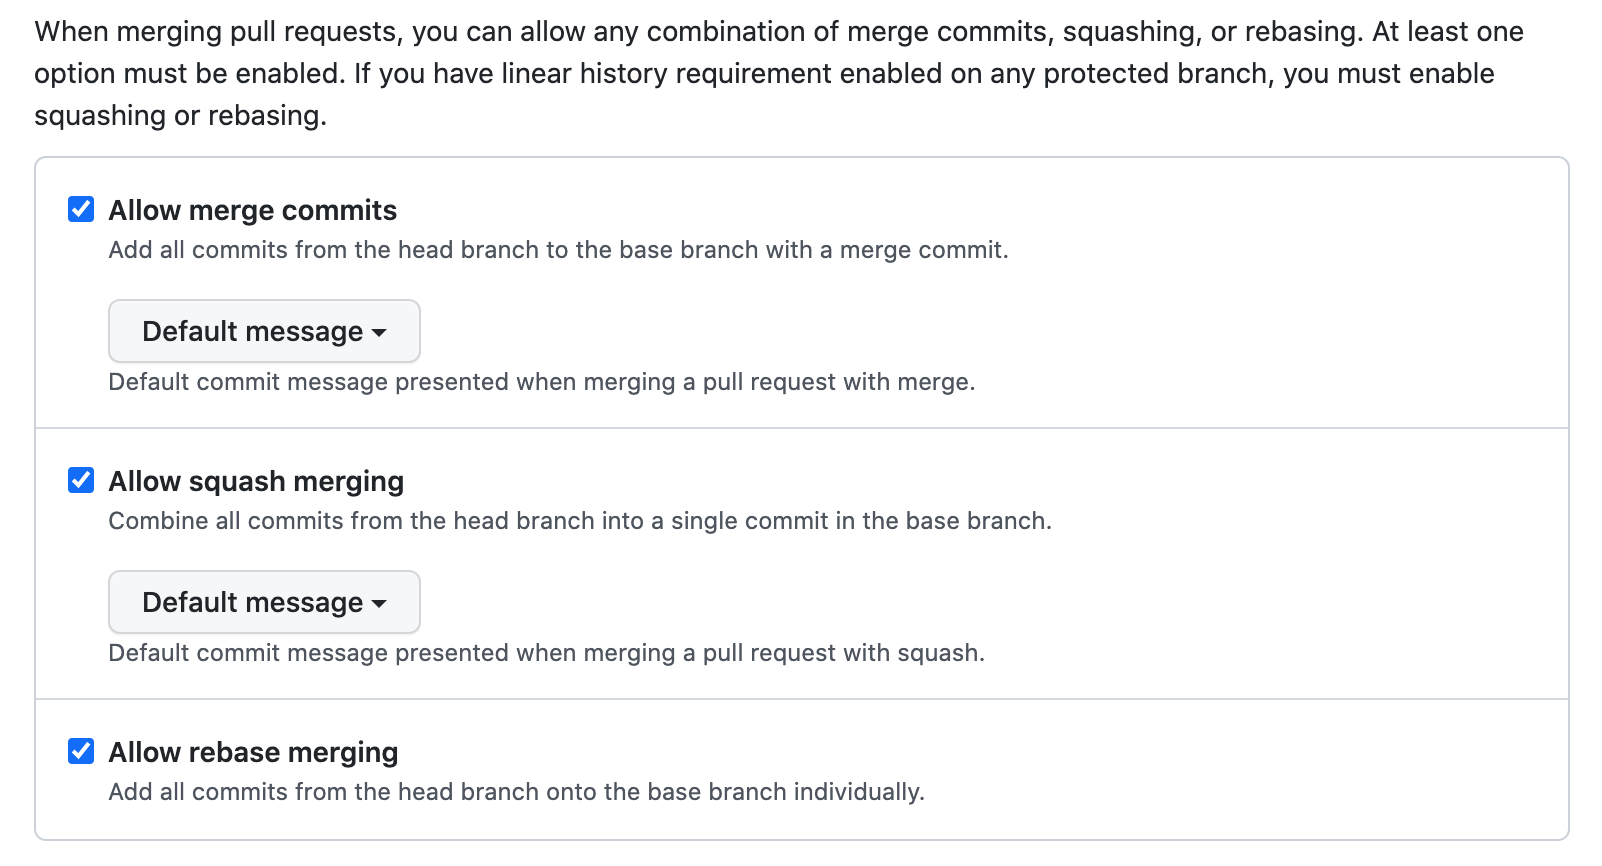 When merging pull requests, you can allow any combination of merge commits, squashing, or rebasing. At least one
option must be enabled. If you have linear history requirement enabled on any protected branch, you must enable
squashing or rebasing.
Allow merge commits
Add all commits from the head branch to the base branch with a merge commit.
Default message
Default commit message presented when merging a pull request with merge.
Allow squash merging
Combine all commits from the head branch into a single commit in the base branch.
Default message
Default commit message presented when merging a pull request with squash.
Allow rebase merging
Add all commits from the head branch onto the base branch individually.